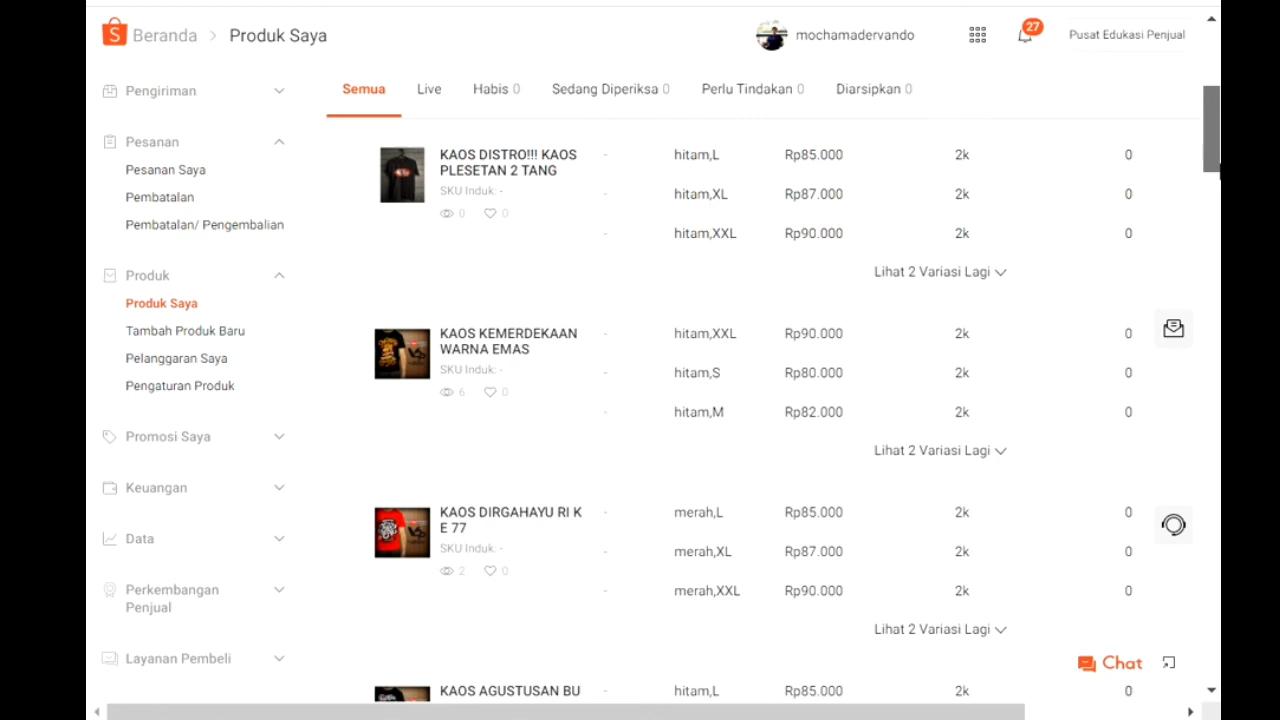 Beranda > Produk Saya
mochamadervando
27
Pusat Edukasi Penjual
Pengiriman
Pesanan
Pesanan Saya
Pembatalan
Pembatalan/ Pengembalian
Produk
Produk Saya
Tambah Produk Baru
Pelanggaran Saya
Pengaturan Produk
Promosi Saya
Keuangan
Data
Perkembangan
Penjual
Layanan Pembeli
Semua Live Habis 0 Sedang Diperiksa 0 Perlu Tindakan 0 Diarsipkan 0
KAOS DISTRO!!! KAOS
PLESETAN 2 TANG
SKU Induk: -
0 0
- hitam,L Rp85.000 2k 0
- hitam,XL Rp87.000 2k 0
- hitam,XXL Rp90.000 2k 0
Lihat 2 Variasi Lagi
KAOS KEMERDEKAAN
WARNA EMAS
SKU Induk: -
6 0
- hitam,XXL Rp90.000 2k 0
- hitam,S Rp80.000 2k 0
- hitam,M Rp82.000 2k 0
Lihat 2 Variasi Lagi
KAOS DIRGAHAYU RI K
E 77
SKU Induk: -
2 0
- merah,L Rp85.000 2k 0
- merah,XL Rp87.000 2k 0
- merah,XXL Rp90.000 2k 0
Lihat 2 Variasi Lagi
KAOS AGUSTUSAN BU
- hitam,L Rp85.000 2k 0
Chat